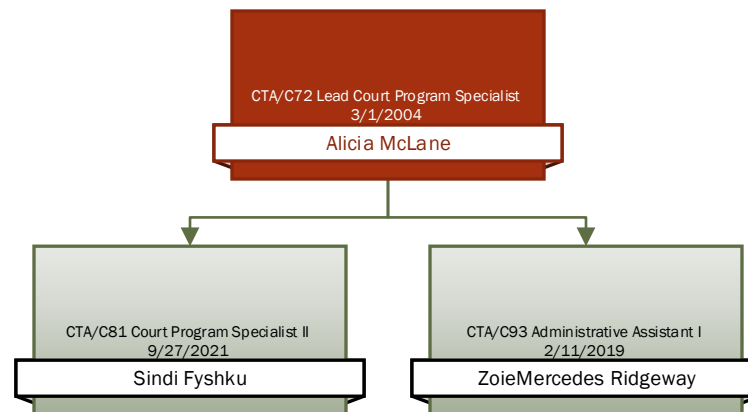 CTA/C72 Lead Court Program Specialist
3/1/2004
Alicia McLane
CTA/C81 Court Program Specialist II
9/27/2021
Sindi Fyshku
CTA/C93 Administrative Assistant I
2/11/2019
ZoieMercedes Ridgeway